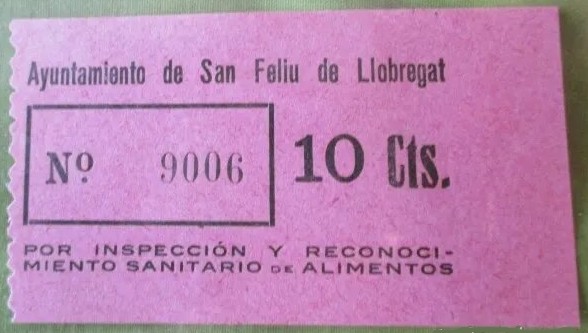 Ayuntamiento de San Feliu de Llobregat
Nº. 9006
10 Cts.
POR INSPECCIÓN Y RECONOCI-
MIENTO SANITARIO DE ALIMENTOS